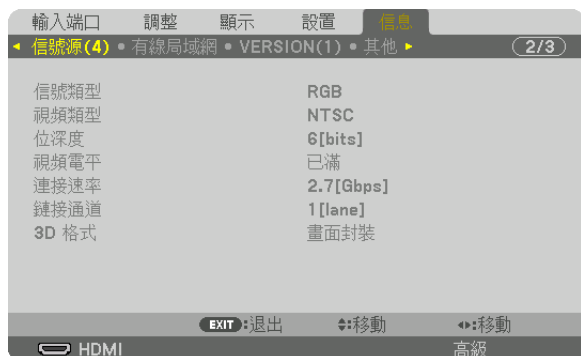 輸入端口 調整 顯示 設置 信息
信號源(4) 有線局域網 VERSION(1) 其他 2/3
信號類型 RGB
視頻類型 NTSC
位深度 6[bits]
視頻電平 已滿
連接速率 2.7[Gbps]
鏈接通道 1[lane]
3D 格式 畫面封裝
EXIT:退出 :移動 :移動
HDMI 高級